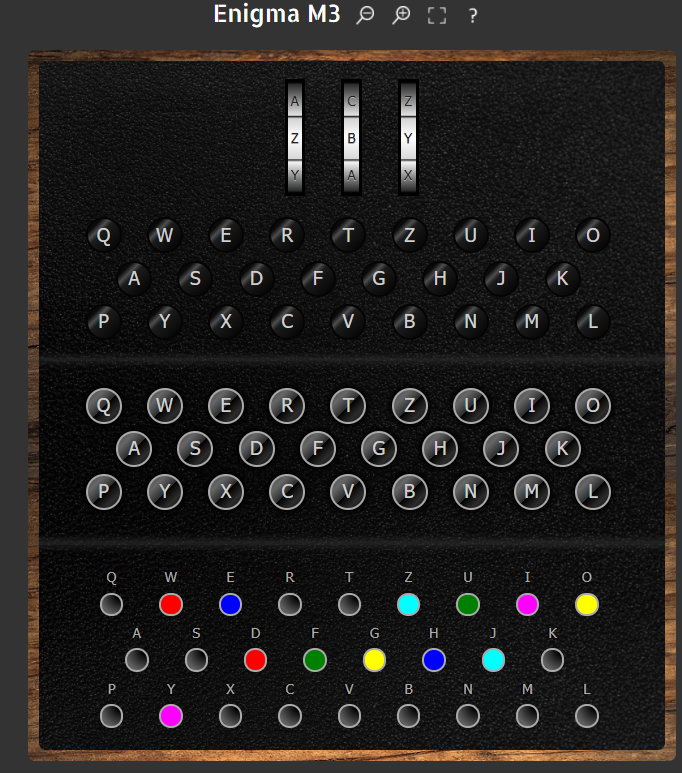 Enigma M3 ?
A C Z
Z B Y
Y A X
Q W E R T Z U I O
A S D F G H J K
P Y X C V B N M L
Q W E R T Z U I O
A S D F G H J K
P Y X C V B N M L
Q W E R T Z U I O
A S D F G H J K
P Y X C V B N M L